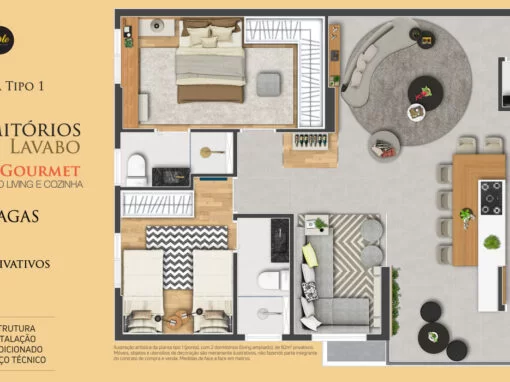 Tipo 1
ITÓRIOS
LAVABO
GOURMET
O LIVING E COZINHA
AGAS
IVATIVOS
TRUTURA
TALAÇÃO
DICIONADO
ÇO TÉCNICO
Ilustração artística da planta tipo 1 (ponta), com 2 dormitórios (living ampliado), de 92m² privativos.
Móveis, objetos e utensílios de decoração são meramente ilustrativos, não fazendo parte integrante
do contrato de compra e venda. Medidas de face a face em metros.